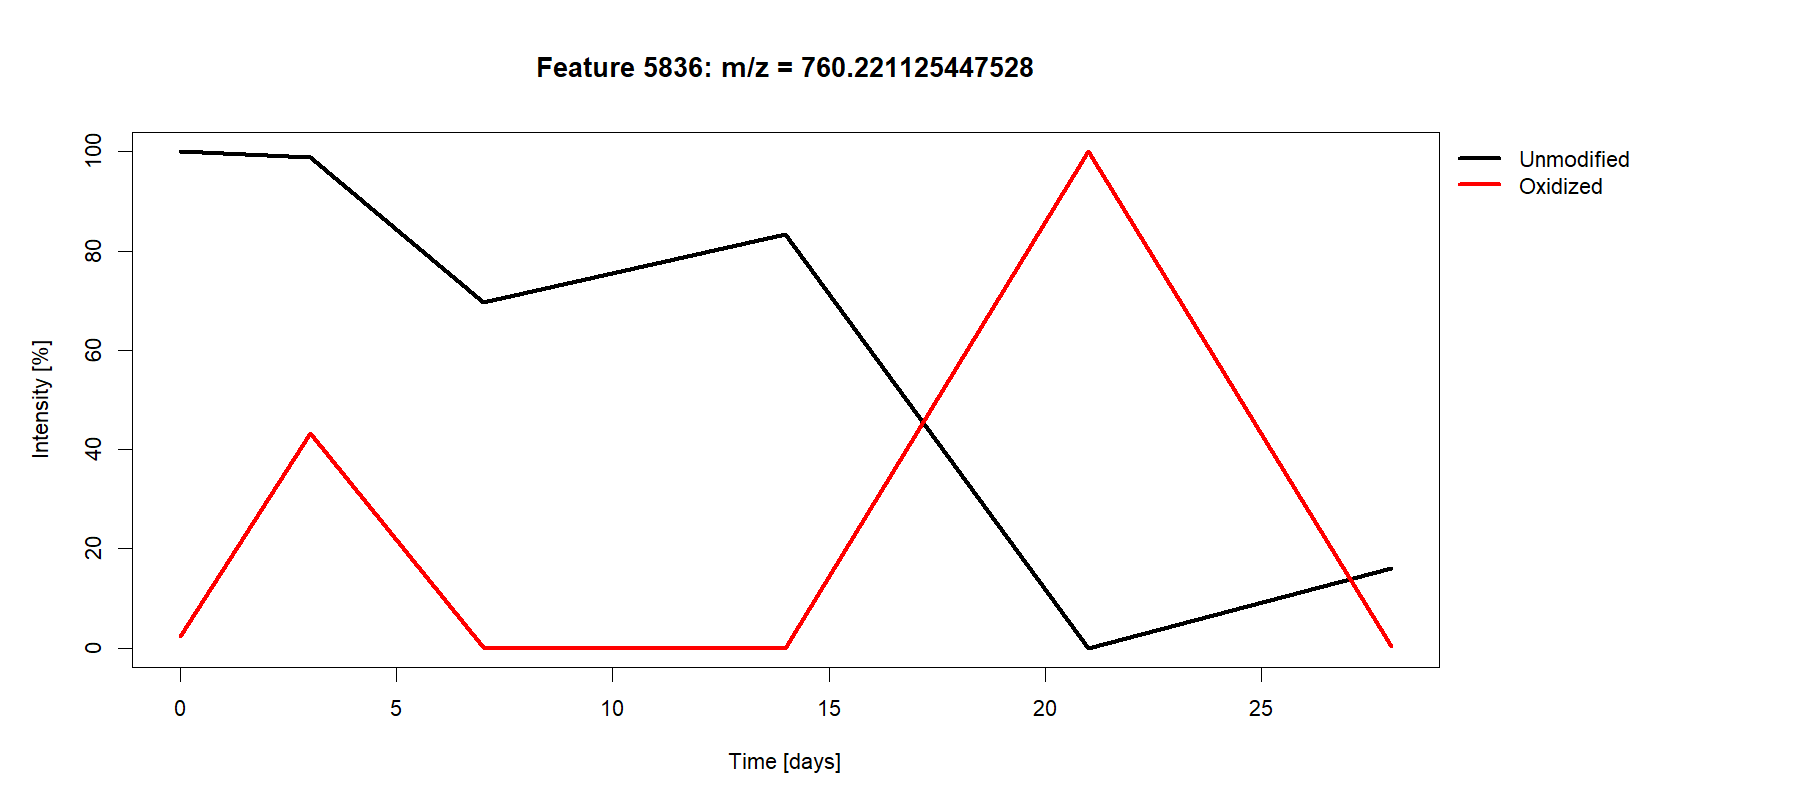 Feature 5836: m/z = 760.221125447528
Unmodified
Oxidized
Intensity [%]
100
80
60
40
20
0
0 5 10 15 20 25
Time [days]